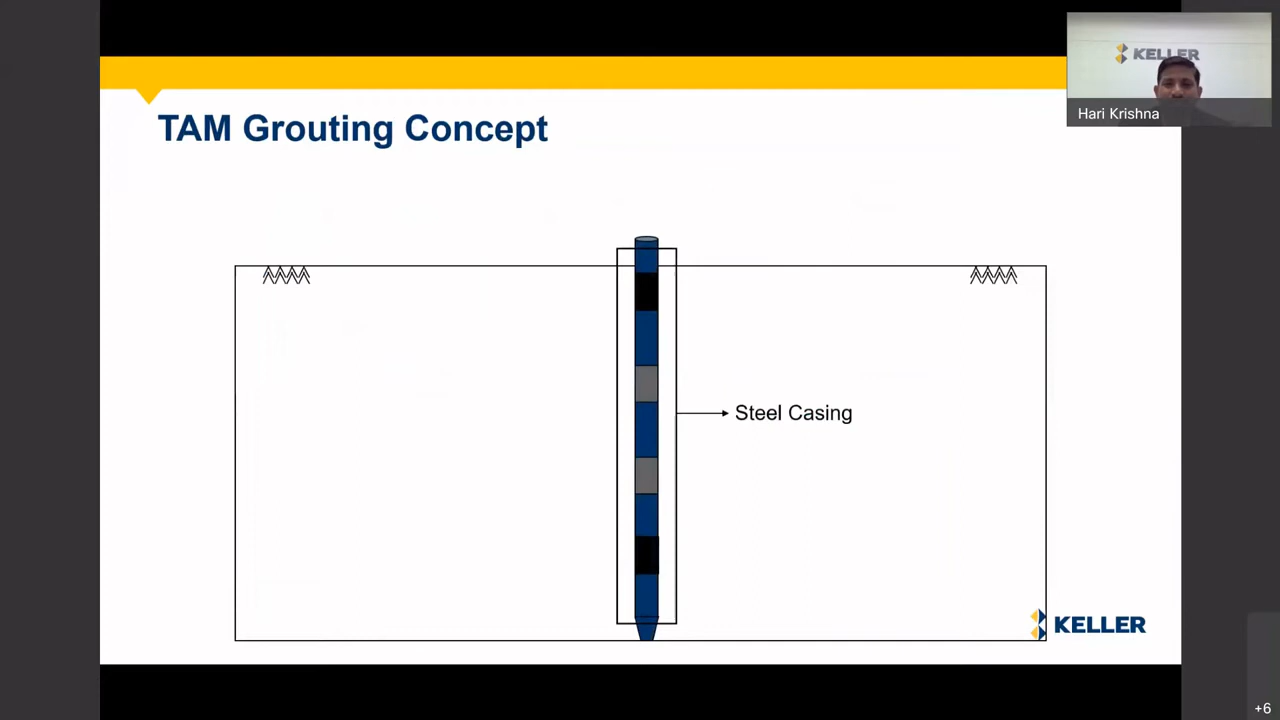 TAM Grouting Concept
KELLER
Hari Krishna
Steel Casing
KELLER
+6